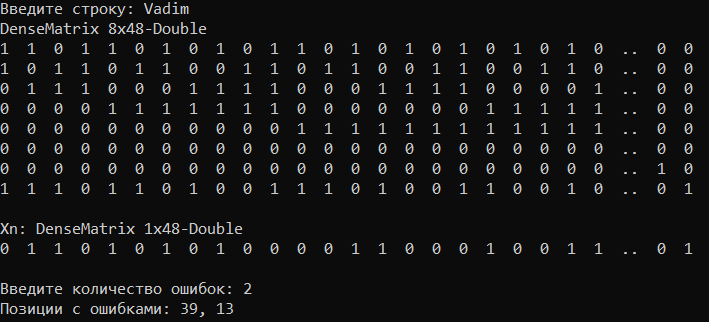 Введите строку: Vadim
DenseMatrix 8x48-Double
1 1 0 1 1 0 1 0 1 0 1 1 0 1 0 1 0 1 0 1 0 1 0 .. 0 0
1 0 1 1 0 1 1 0 0 1 1 0 1 1 0 0 1 1 0 0 1 1 0 .. 0 0
0 1 1 1 0 0 0 1 1 1 1 0 0 0 1 1 1 1 0 0 0 0 1 .. 0 0
0 0 0 0 1 1 1 1 1 1 1 0 0 0 0 0 0 0 1 1 1 1 1 .. 0 0
0 0 0 0 0 0 0 0 0 0 0 1 1 1 1 1 1 1 1 1 1 1 1 .. 0 0
0 0 0 0 0 0 0 0 0 0 0 0 0 0 0 0 0 0 0 0 0 0 0 .. 0 0
0 0 0 0 0 0 0 0 0 0 0 0 0 0 0 0 0 0 0 0 0 0 0 .. 1 0
1 1 1 0 1 1 0 1 0 0 1 1 1 0 1 0 0 1 1 0 0 1 0 .. 0 1
Xn: DenseMatrix 1x48-Double
0 1 1 0 1 0 1 0 1 0 0 0 0 1 1 0 0 0 1 0 0 1 1 .. 0 1
Введите количество ошибок: 2
Позиции с ошибками: 39, 13